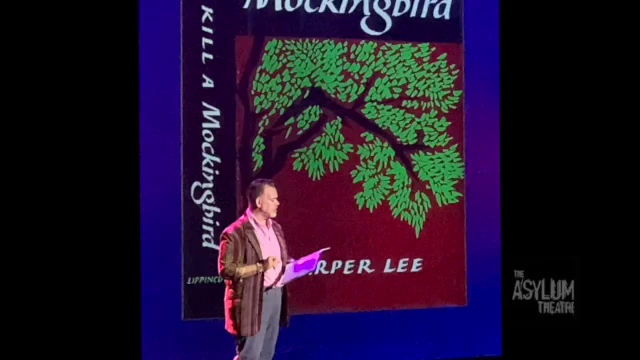 Mockingbird
KILL A Mockingbird
LIPPINCO
RPER LEE
THE
ASYLUM
THEATRE